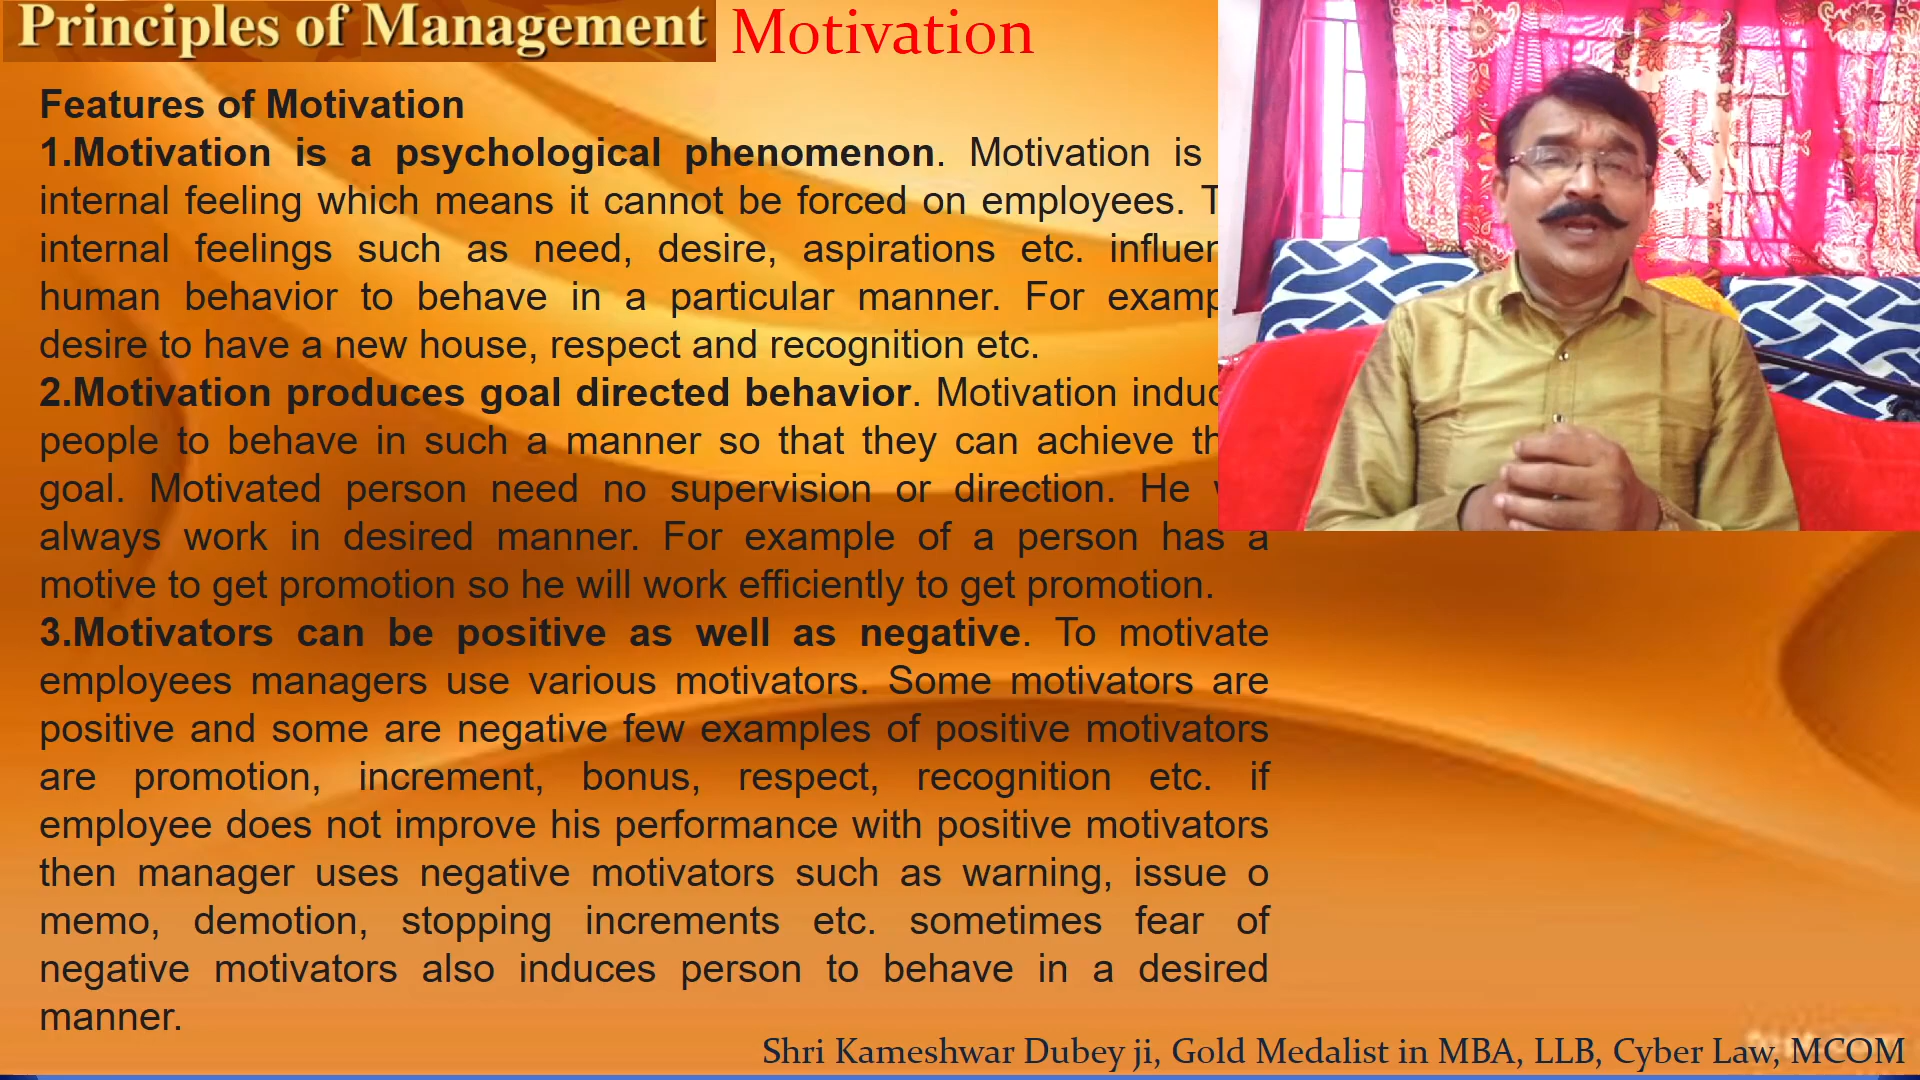 Principles of Management Motivation
Features of Motivation
1.Motivation is a psychological phenomenon. Motivation is
internal feeling which means it cannot be forced on employees.
internal feelings such as need, desire, aspirations etc.
human behavior to behave in a particular manner. For
desire to have a new house, respect and recognition etc.
2.Motivation produces goal directed behavior. Motivation
people to behave in such a manner so that they can achieve
goal. Motivated person need no supervision or direction. He
always work in desired manner. For example of a person has a
motive to get promotion so he will work efficiently to get promotion.
3.Motivators can be positive as well as negative. To motivate
employees managers use various motivators. Some motivators are
positive and some are negative few examples of positive motivators
are promotion, increment, bonus, respect, recognition etc. if
employee does not improve his performance with positive motivators
then manager uses negative motivators such as warning, issue o
memo, demotion, stopping increments etc. sometimes fear of
negative motivators also induces person to behave in a desired
manner.
Shri Kameshwar Dubey ji, Gold Medalist in MBA, LLB, Cyber Law, MCOM